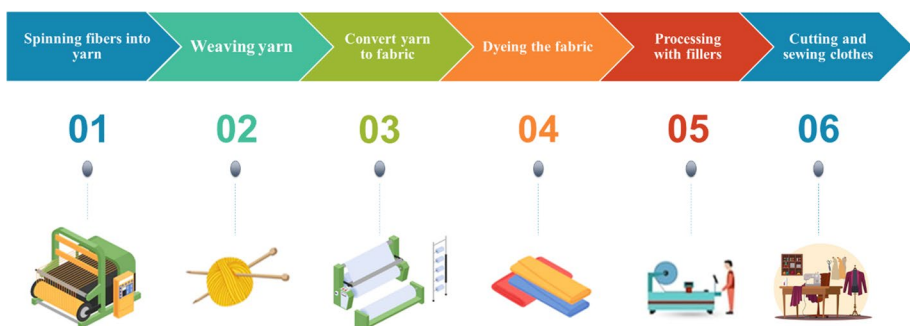 Spinning fibers into
yarn
Weaving yarn
Convert yarn
to fabric
Dyeing the fabric
Processing
with fillers
Cutting and
sewing clothes
01
02
03
04
05
06